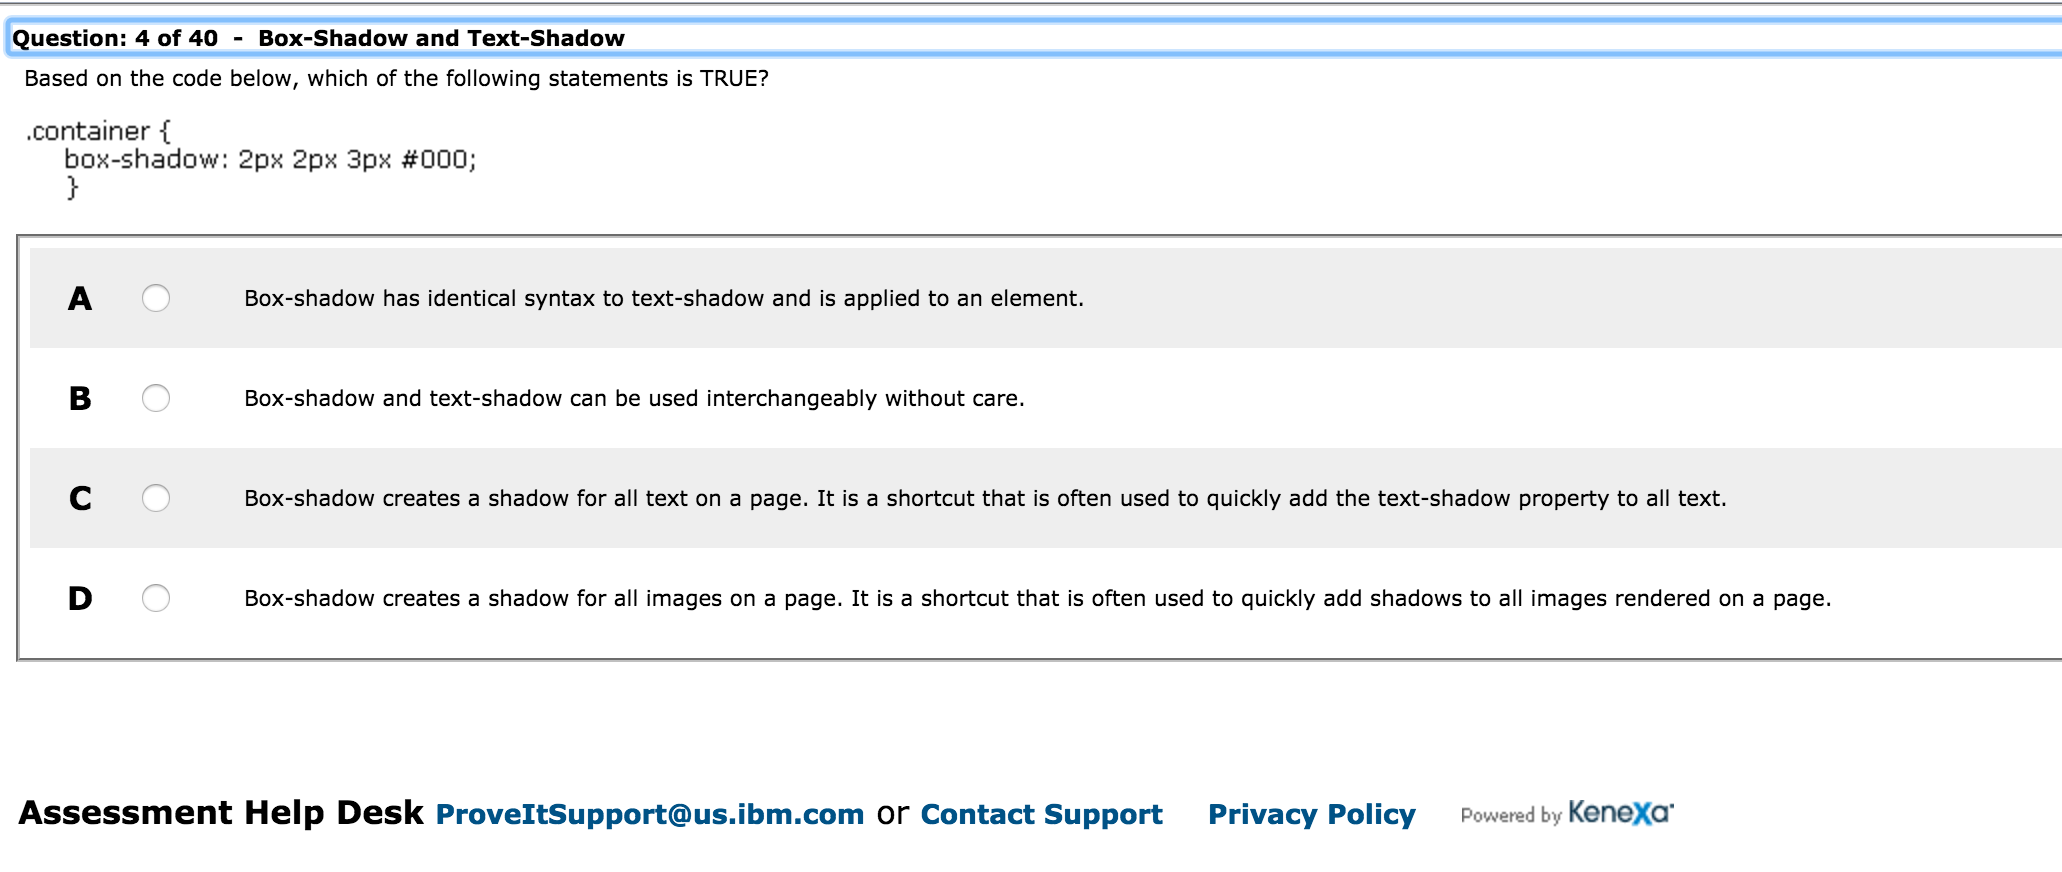 Question: 4 of 40 - Box-Shadow and Text-Shadow
Based on the code below, which of the following statements is TRUE?
.container {
box-shadow: 2px 2px 3px #000;
}
A Box-shadow has identical syntax to text-shadow and is applied to an element.
B Box-shadow and text-shadow can be used interchangeably without care.
C Box-shadow creates a shadow for all text on a page. It is a shortcut that is often used to quickly add the text-shadow property to all text.
D Box-shadow creates a shadow for all images on a page. It is a shortcut that is often used to quickly add shadows to all images rendered on a page.
Assessment Help Desk ProveItSupport@us.ibm.com or Contact Support Privacy Policy Powered by Kenexa